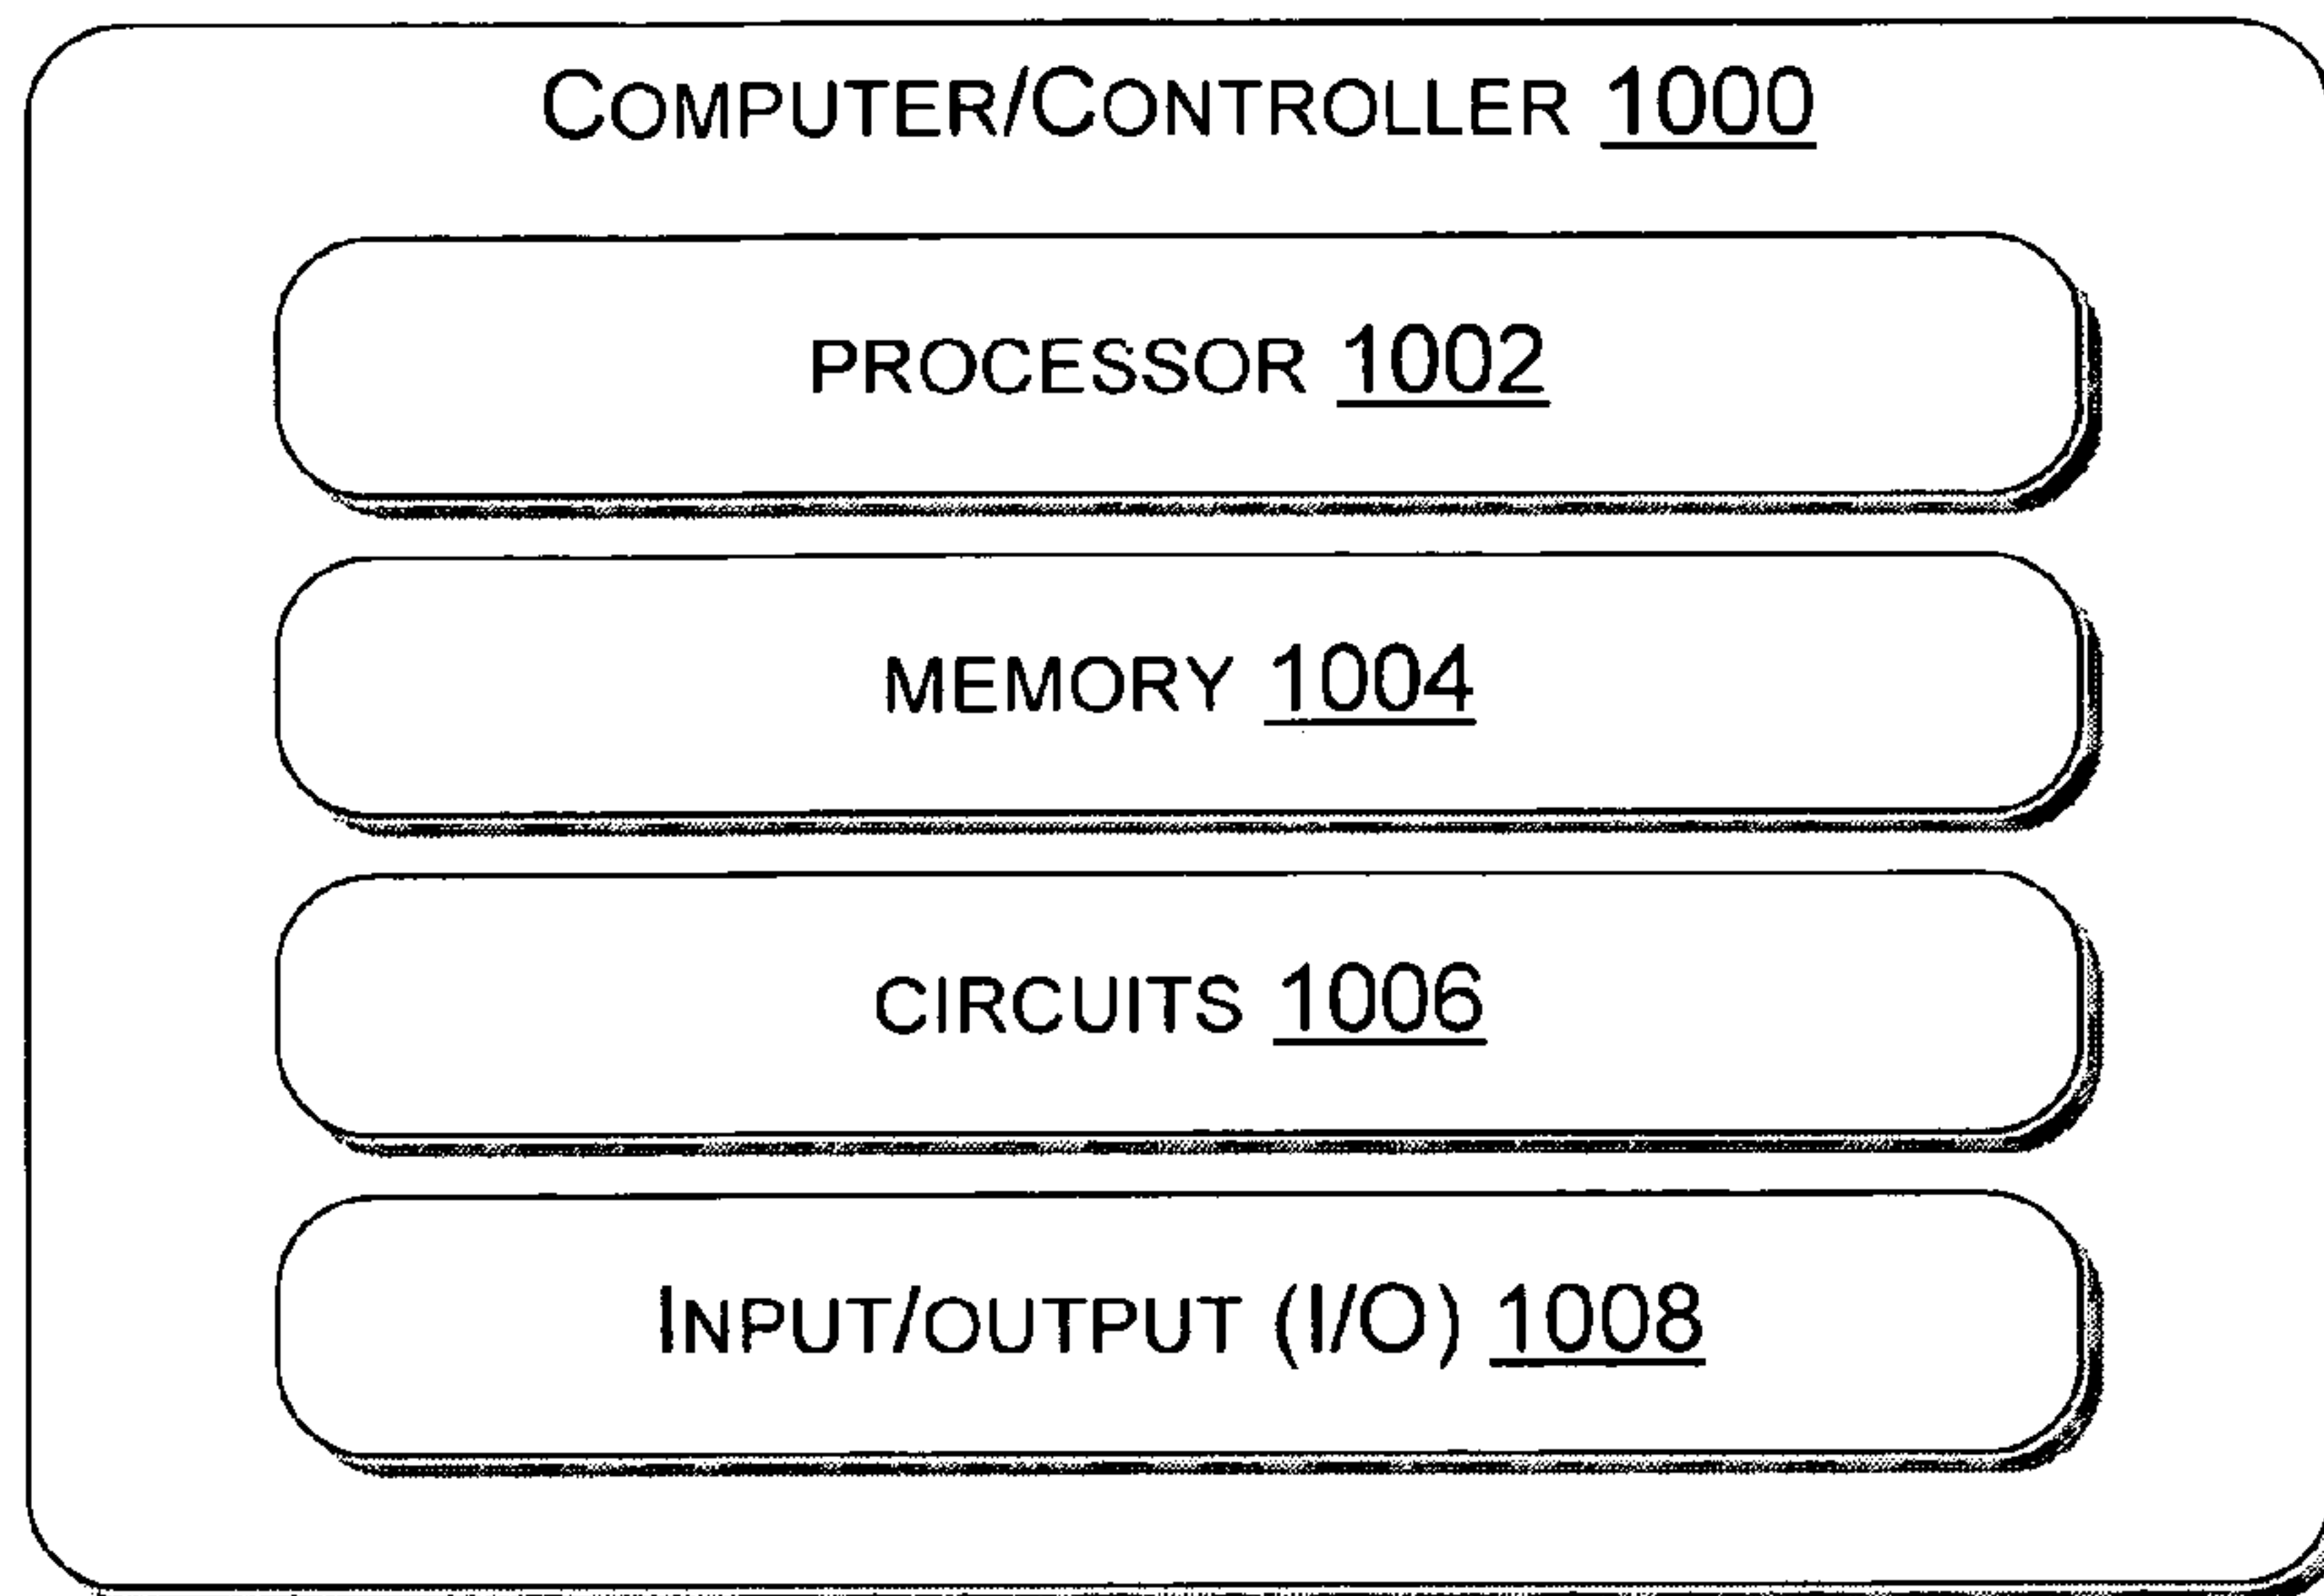 COMPUTER/CONTROLLER 1000
PROCESSOR 1002
MEMORY 1004
CIRCUITS 1006
INPUT/OUTPUT (I/O) 1008